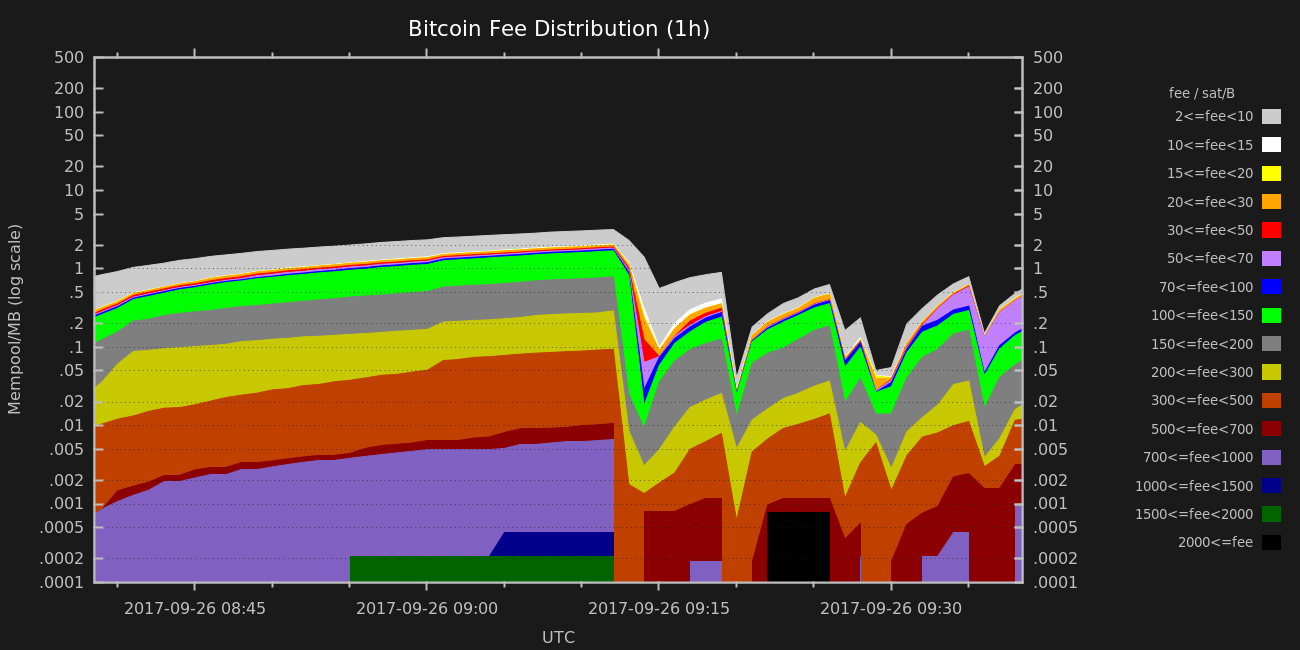 Bitcoin Fee Distribution (1h)
Mempool/MB (log scale)
500
200
100
50
20
10
5
2
1
.5
.2
.1
.05
.02
.01
.005
.002
.001
.0005
.0002
.0001
500
200
100
50
20
10
5
2
1
.5
.2
.1
.05
.02
.01
.005
.002
.001
.0005
.0002
.0001
2017-09-26 08:45
2017-09-26 09:00
2017-09-26 09:15
2017-09-26 09:30
UTC
fee / sat/B
2<=fee<10
10<=fee<15
15<=fee<20
20<=fee<30
30<=fee<50
50<=fee<70
70<=fee<100
100<=fee<150
150<=fee<200
200<=fee<300
300<=fee<500
500<=fee<700
700<=fee<1000
1000<=fee<1500
1500<=fee<2000
2000<=fee